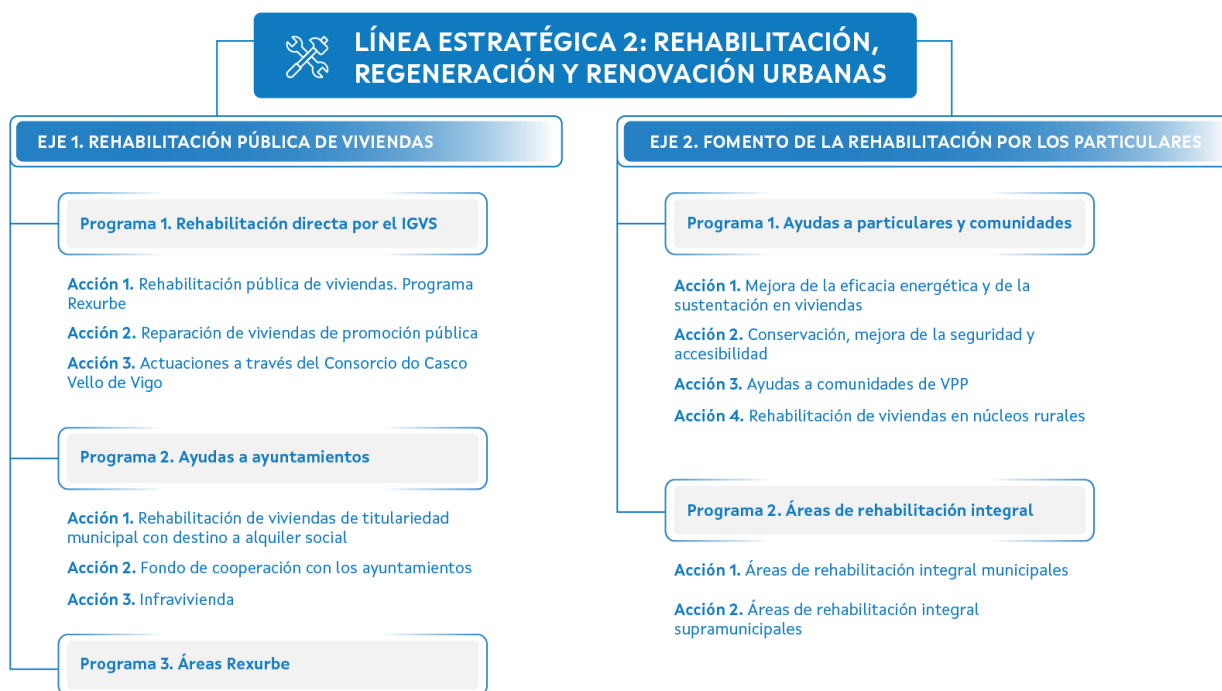 LÍNEA ESTRATÉGICA 2: REHABILITACIÓN,
REGENERACIÓN Y RENOVACIÓN URBANAS
EJE 1. REHABILITACIÓN PÚBLICA DE VIVIENDAS
Programa 1. Rehabilitación directa por el IGVS
Acción 1. Rehabilitación pública de viviendas. Programa
Rexurbe
Acción 2. Reparación de viviendas de promoción pública
Acción 3. Actuaciones a través del Consorcio do Casco
Vello de Vigo
Programa 2. Ayudas a ayuntamientos
Acción 1. Rehabilitación de viviendas de titulariedad
municipal con destino a alquiler social
Acción 2. Fondo de cooperación con los ayuntamientos
Acción 3. Infravivienda
Programa 3. Áreas Rexurbe
EJE 2. FOMENTO DE LA REHABILITACIÓN POR LOS PARTICULARES
Programa 1. Ayudas a particulares y comunidades
Acción 1. Mejora de la eficacia energética y de la
sustentación en viviendas
Acción 2. Conservación, mejora de la seguridad y
accesibilidad
Acción 3. Ayudas a comunidades de VPP
Acción 4. Rehabilitación de viviendas en núcleos rurales
Programa 2. Áreas de rehabilitación integral
Acción 1. Áreas de rehabilitación integral municipales
Acción 2. Áreas de rehabilitación integral
supramunicipales